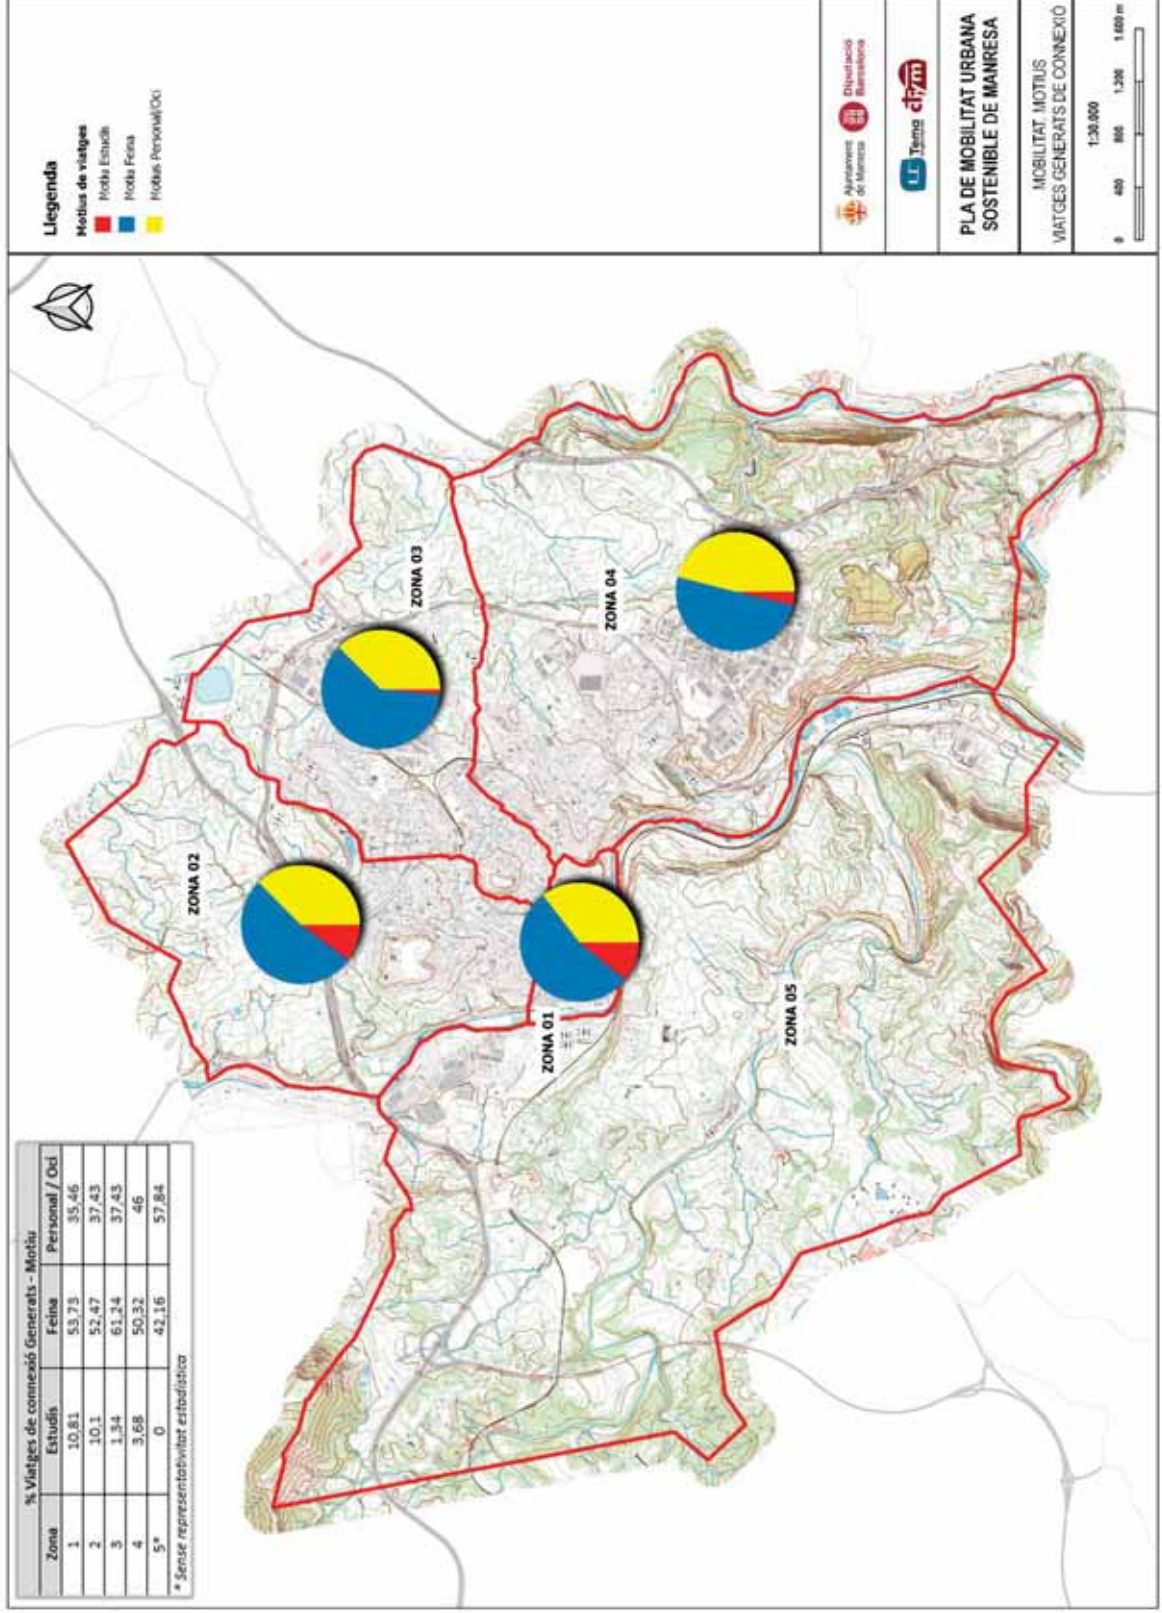 % Viatges de connexió Generats - Motiu
Zona Estudis Feina Personal / Oci
1 10,81 53,73 35,46
2 10,1 52,47 37,43
3 1,34 61,24 37,43
4 3,68 50,32 46
5* 0 42,16 57,84
* Sense representativitat estadística
ZONA 02
ZONA 03
ZONA 01
ZONA 04
ZONA 05
Llegenda
Motius de viatges
Motiu Estudis
Motiu Feina
Motius Personal/Oci
Ajuntament
de Manresa
Diputació
Barcelona
Tema
PLA DE MOBILITAT URBANA
SOSTENIBLE DE MANRESA
MOBILITAT. MOTIUS
VIATGES GENERATS DE CONNEXIÓ
1:30.000
0 400 800 1.200 1.600 m